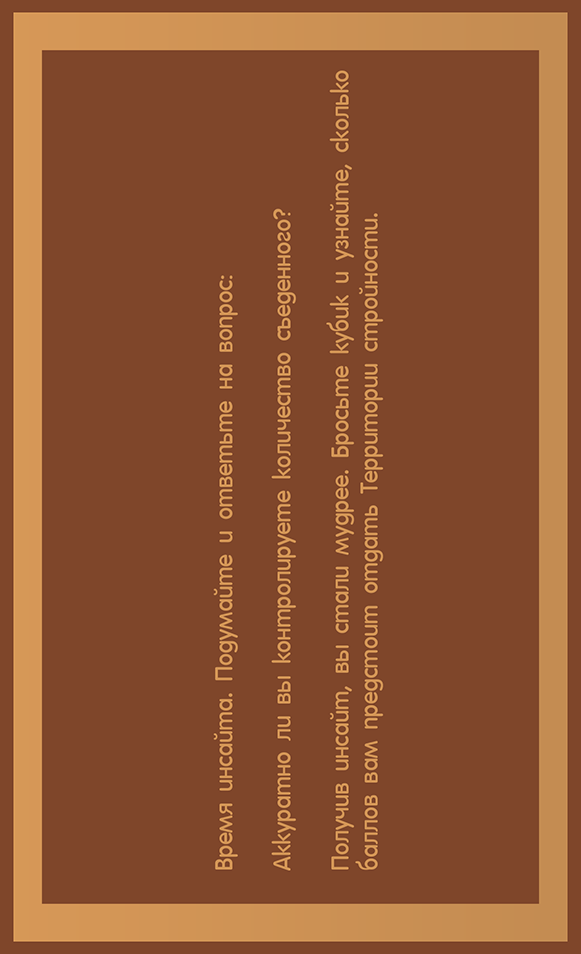 Время инсайта. Подумайте и ответьте на вопрос:
Аккуратно ли вы контролируете количество съеденного?
Получив инсайт, вы стали мудрее. Бросьте кубик и узнайте, сколько
баллов вам предстоит отдать Территории стройности.